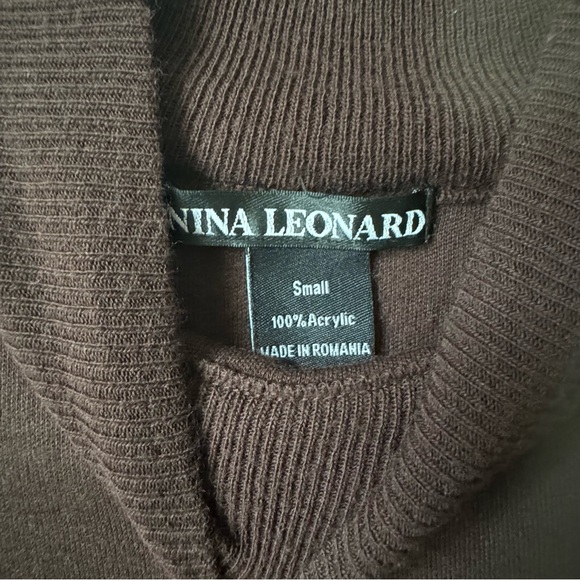 NINA LEONARD
Small
100% Acrylic
MADE IN ROMANIA